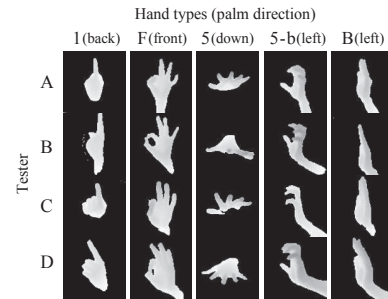 Hand types (palm direction)
1(back) F(front) 5(down) 5-b(left) B(left)
Tester
A
B
C
D